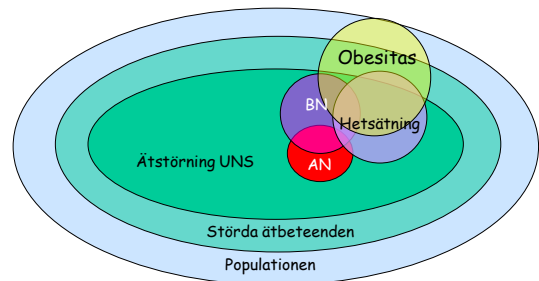 Obesitas
BN
Hetsätning
Ätstörning UNS
AN
Störda ätbeteenden
Populationen